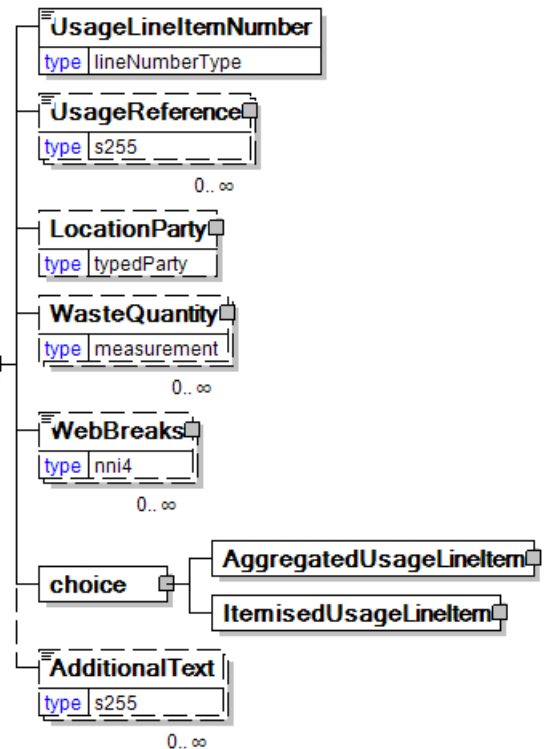 UsageLineItemNumber
type lineNumberType
UsageReference
type s255
0.. ∞
LocationParty
type typedParty
WasteQuantity
type measurement
0.. ∞
WebBreaks
type nni4
0.. ∞
AggregatedUsageLineItem
choice
ItemisedUsageLineItem
AdditionalText
type s255
0.. ∞